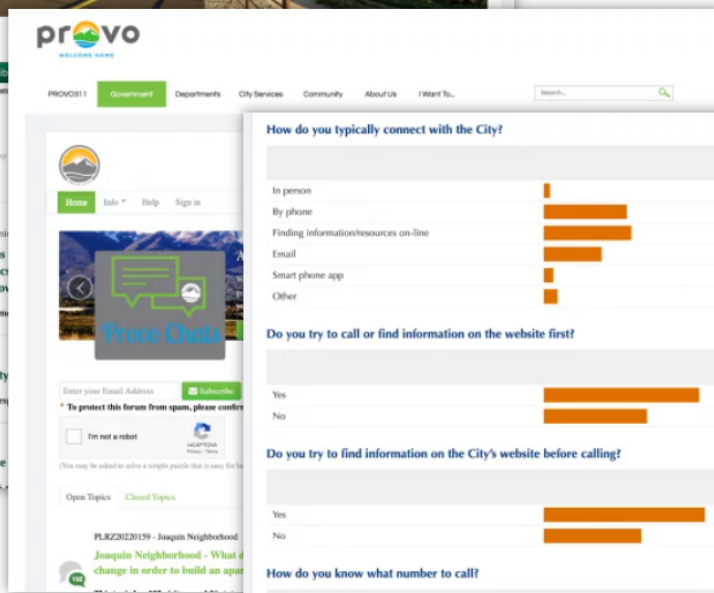 provo
WELCOME HOME
PROVO311 Government Departments City Services Community About Us I Want To... Search...
Home Info Help Sign in
Provo Chats
Enter your Email Address Subscribe
* To protect this forum from spam, please confirm
I'm not a robot
reCAPTCHA
Privacy - Terms
(You may be asked to solve a simple puzzle that is easy for
Open Topics Closed Topics
PLRZ20220159 - Joaquin Neighborhood
Joaquin Neighborhood - What
change in order to build an
How do you typically connect with the City?
In person
By phone
Finding information/resources on-line
Email
Smart phone app
Other
Do you try to call or find information on the website first?
Yes
No
Do you try to find information on the City's website before calling?
Yes
No
How do you know what number to call?